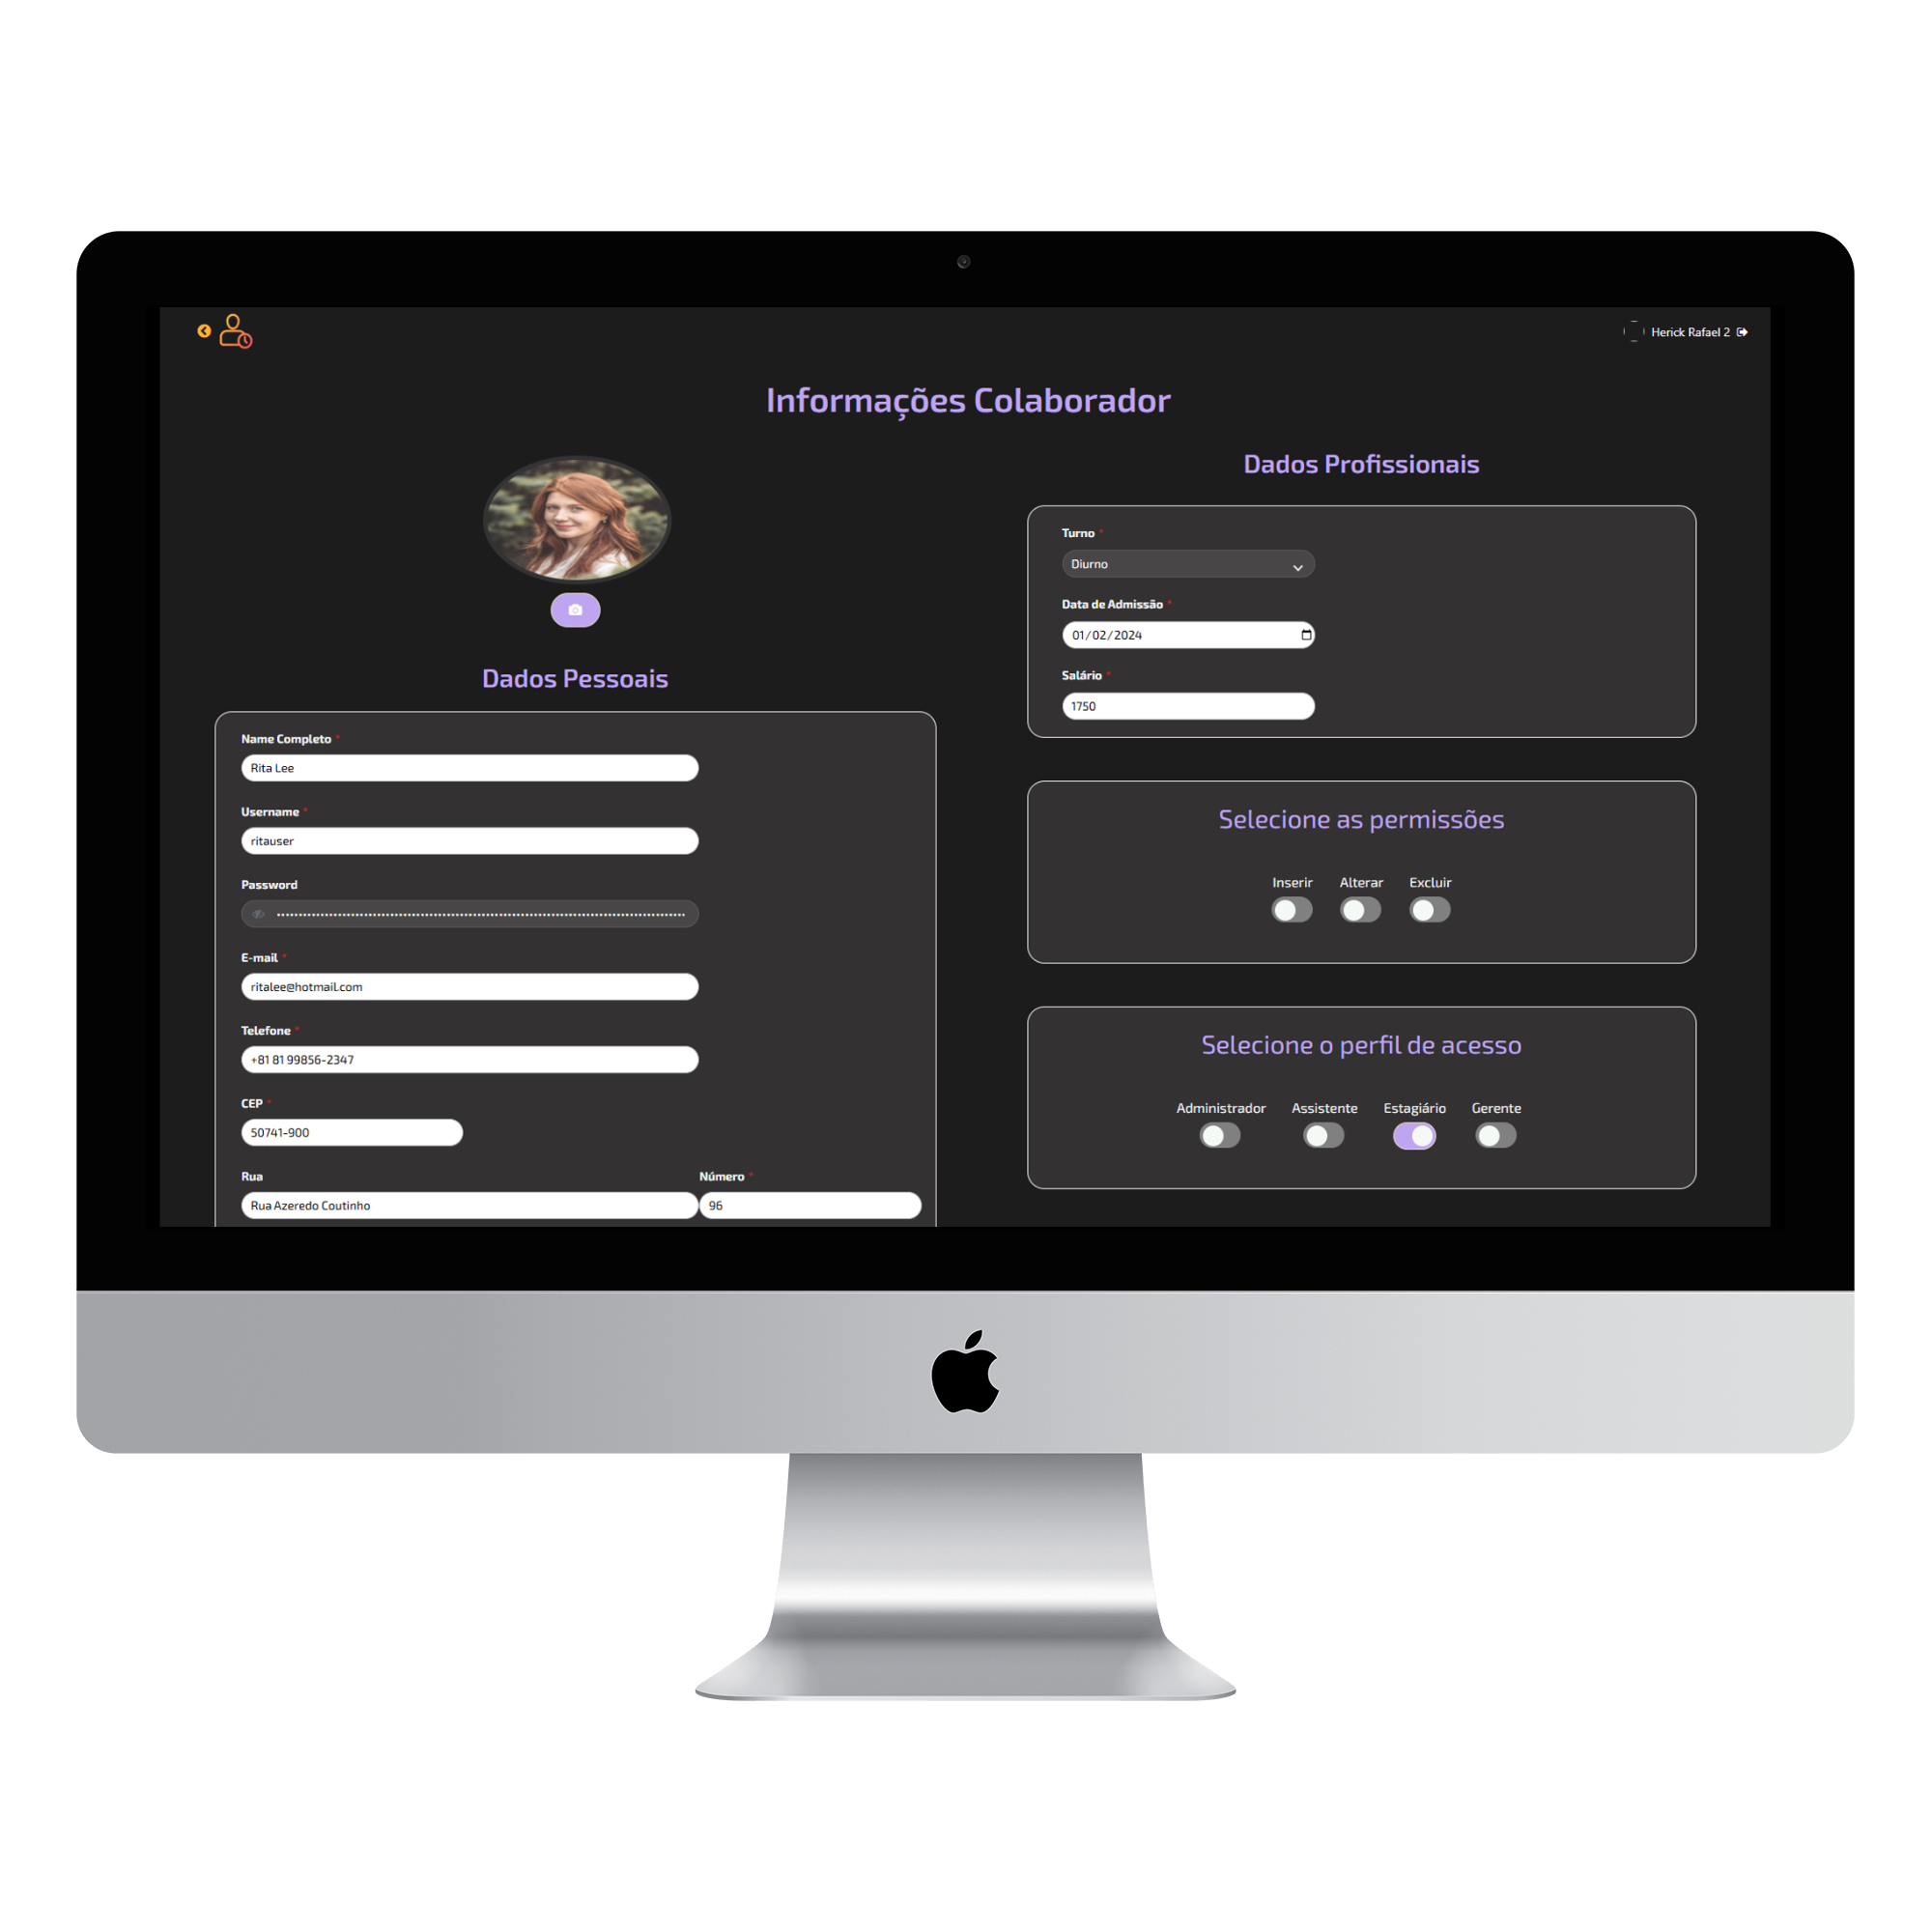 Herick Rafael 2
Informações Colaborador
Dados Pessoais
Name Completo *
Rita Lee
Username *
ritauser
Password
E-mail *
ritalee@hotmail.com
Telefone *
+81 81 99856-2347
CEP *
50741-900
Rua Número *
Rua Azeredo Coutinho 96
Dados Profissionais
Turno *
Diurno
Data de Admissão *
01/02/2024
Salário *
1750
Selecione as permissões
Inserir Alterar Excluir
Selecione o perfil de acesso
Administrador Assistente Estagiário Gerente